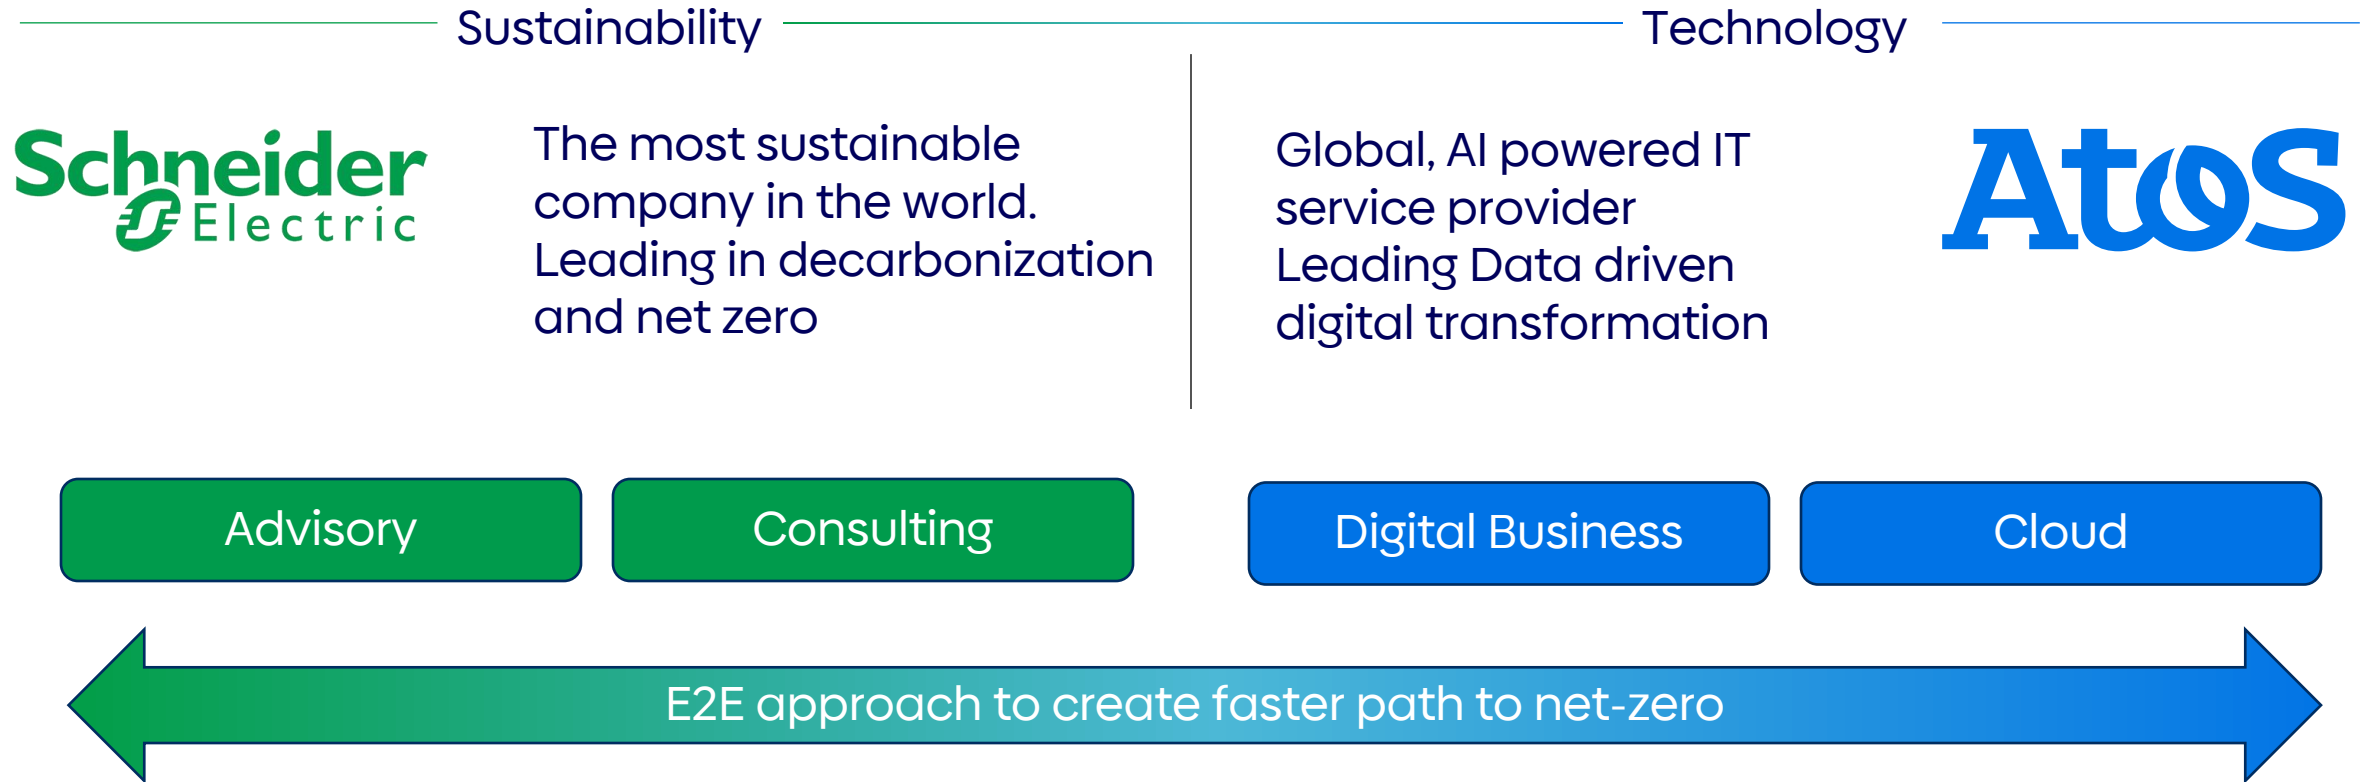 Sustainability
Technology
Schneider
Electric
The most sustainable
company in the world.
Leading in decarbonization
and net zero
Global, AI powered IT
service provider
Leading Data driven
digital transformation
Atos
Advisory
Consulting
Digital Business
Cloud
E2E approach to create faster path to net-zero